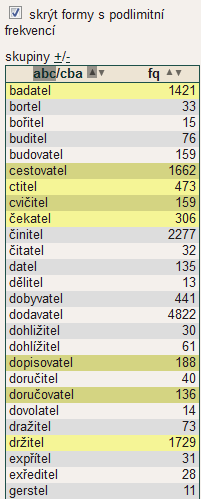 skrýt formy s podlimitní
frekvencí
skupiny +/-
abc/cba ▲▼ fq ▲▼
badatel 1421
bortel 33
bořitel 15
buditel 76
budovatel 159
cestovatel 1662
ctitel 473
cvičitel 159
čekatel 306
činitel 2277
čitatel 32
datel 135
dělitel 13
dobyvatel 441
dodavatel 4822
dohližitel 30
dohlížitel 61
dopisovatel 188
doručitel 40
doručovatel 136
dovolatel 14
dražitel 73
držitel 1729
expřítel 31
exředitel 28
gerstel 11